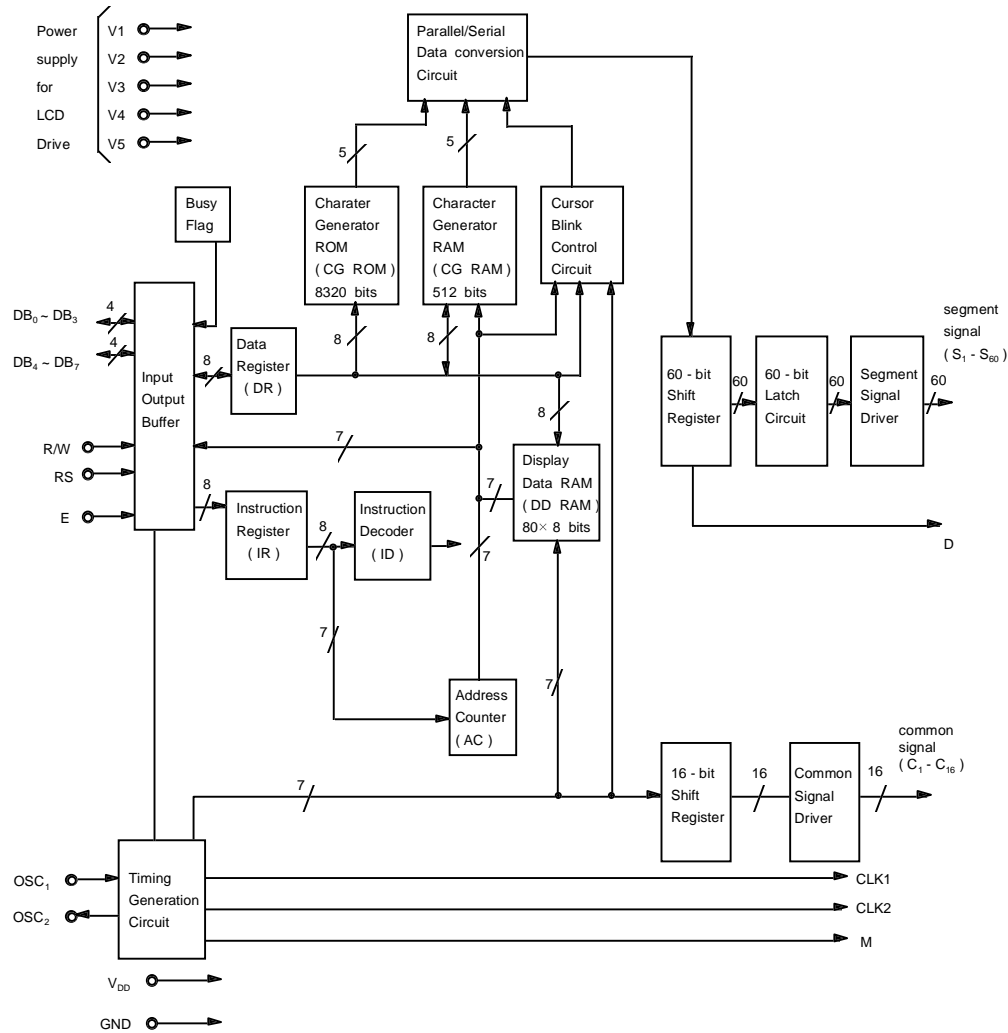 Power V1
supply V2
for V3
LCD V4
Drive V5
Parallel/Serial
Data conversion
Circuit
5
5
Busy
Flag
Charater
Generator
ROM
( CG ROM )
8320 bits
Character
Generator
RAM
( CG RAM )
512 bits
Cursor
Blink
Control
Circuit
DB0 ~ DB3
4
DB4 ~ DB7
4
Input
Output
Buffer
8
Data
Register
( DR )
8
8
8
R/W
RS
E
7
8
Instruction
Register
( IR )
8
Instruction
Decoder
( ID )
7
7
Display
Data RAM
( DD RAM )
80× 8 bits
60 - bit
Shift
Register
60
60 - bit
Latch
Circuit
60
Segment
Signal
Driver
60
segment
signal
( S1 - S60 )
D
7
7
Address
Counter
( AC )
7
16 - bit
Shift
Register
16
Common
Signal
Driver
16
common
signal
( C1 - C16 )
OSC1
OSC2
Timing
Generation
Circuit
CLK1
CLK2
M
VDD
GND